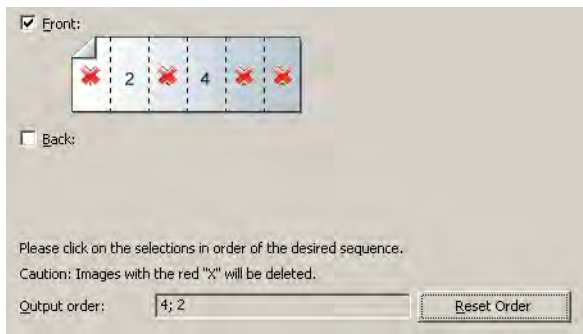 Front:
2 4
Back:
Please click on the selections in order of the desired sequence.
Caution: Images with the red "X" will be deleted.
Output order: 4; 2 Reset Order